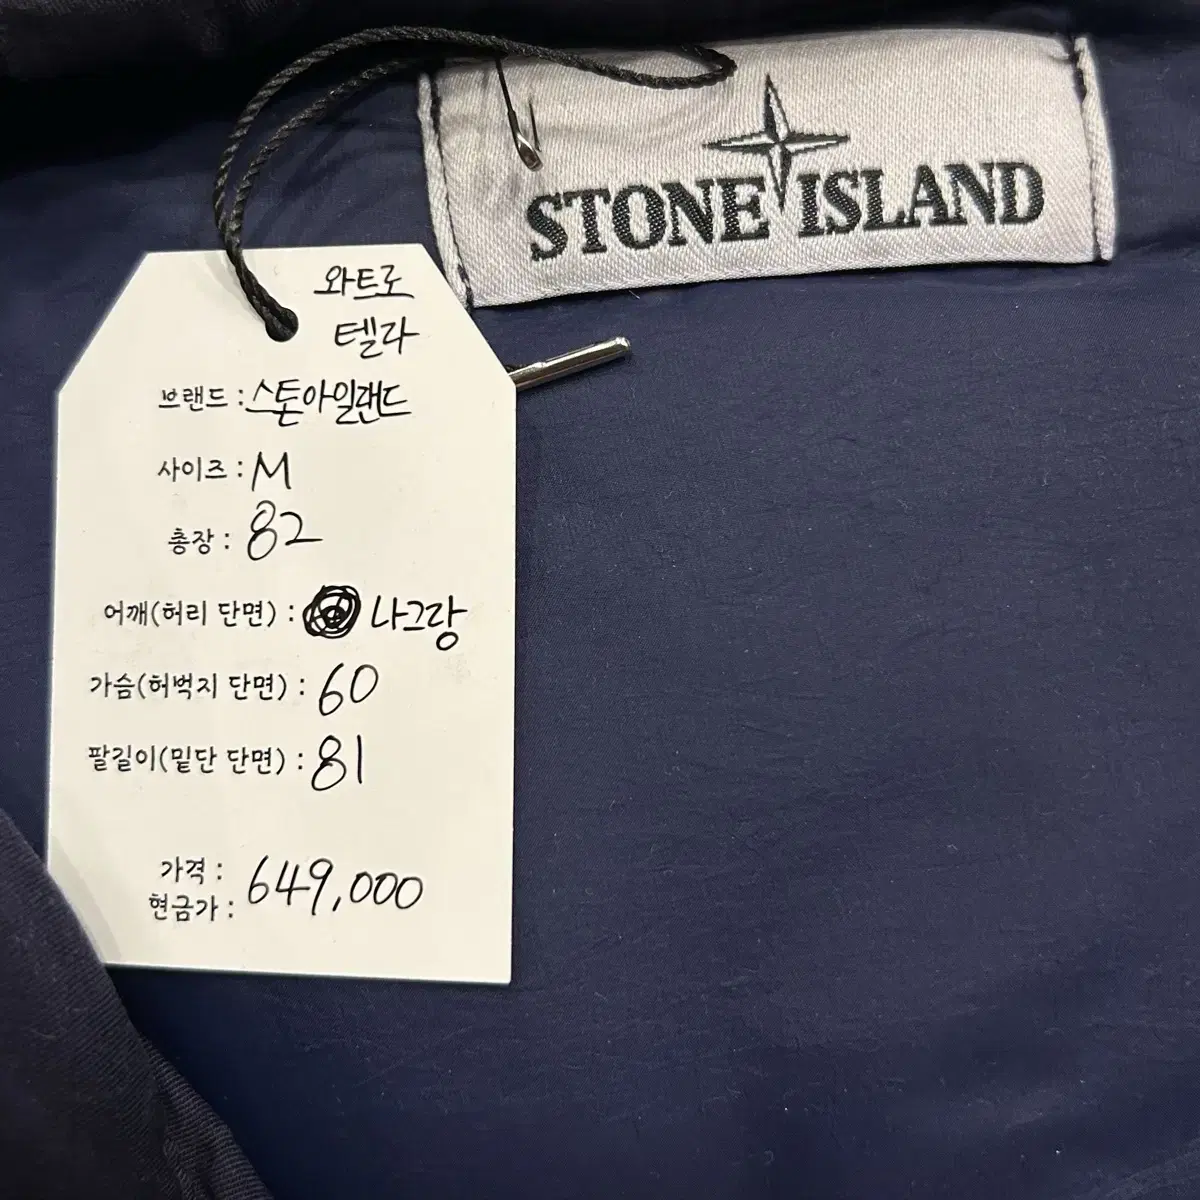 STONE ISLAND
와트로
텔라
브랜드 : 스톤아일랜드
사이즈 : M
총장 : 82
어깨(허리 단면) : 나그랑
가슴(허벅지 단면) : 60
팔길이(밑단 단면) : 81
가격 :
현금가 : 649,000